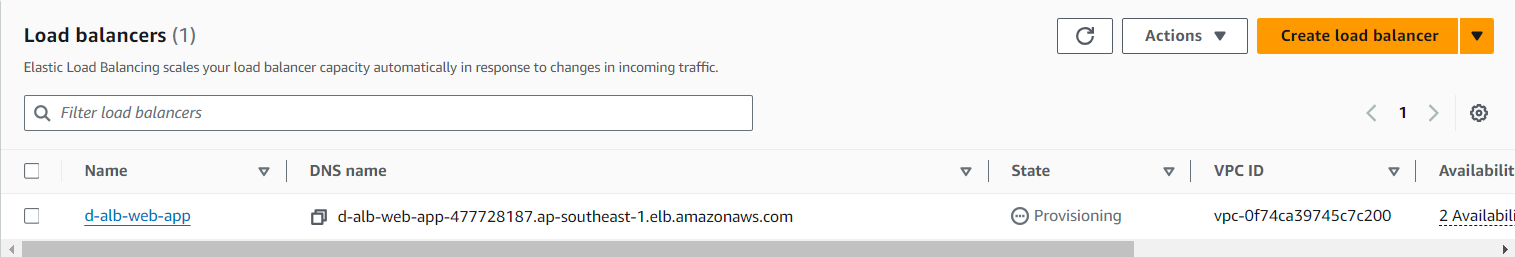 Load balancers (1)
Actions
Create load balancer
Elastic Load Balancing scales your load balancer capacity automatically in response to changes in incoming traffic.
Filter load balancers
1
Name DNS name State VPC ID Availabilit
d-alb-web-app d-alb-web-app-477728187.ap-southeast-1.elb.amazonaws.com Provisioning vpc-0f74ca39745c7c200 2 Availabili